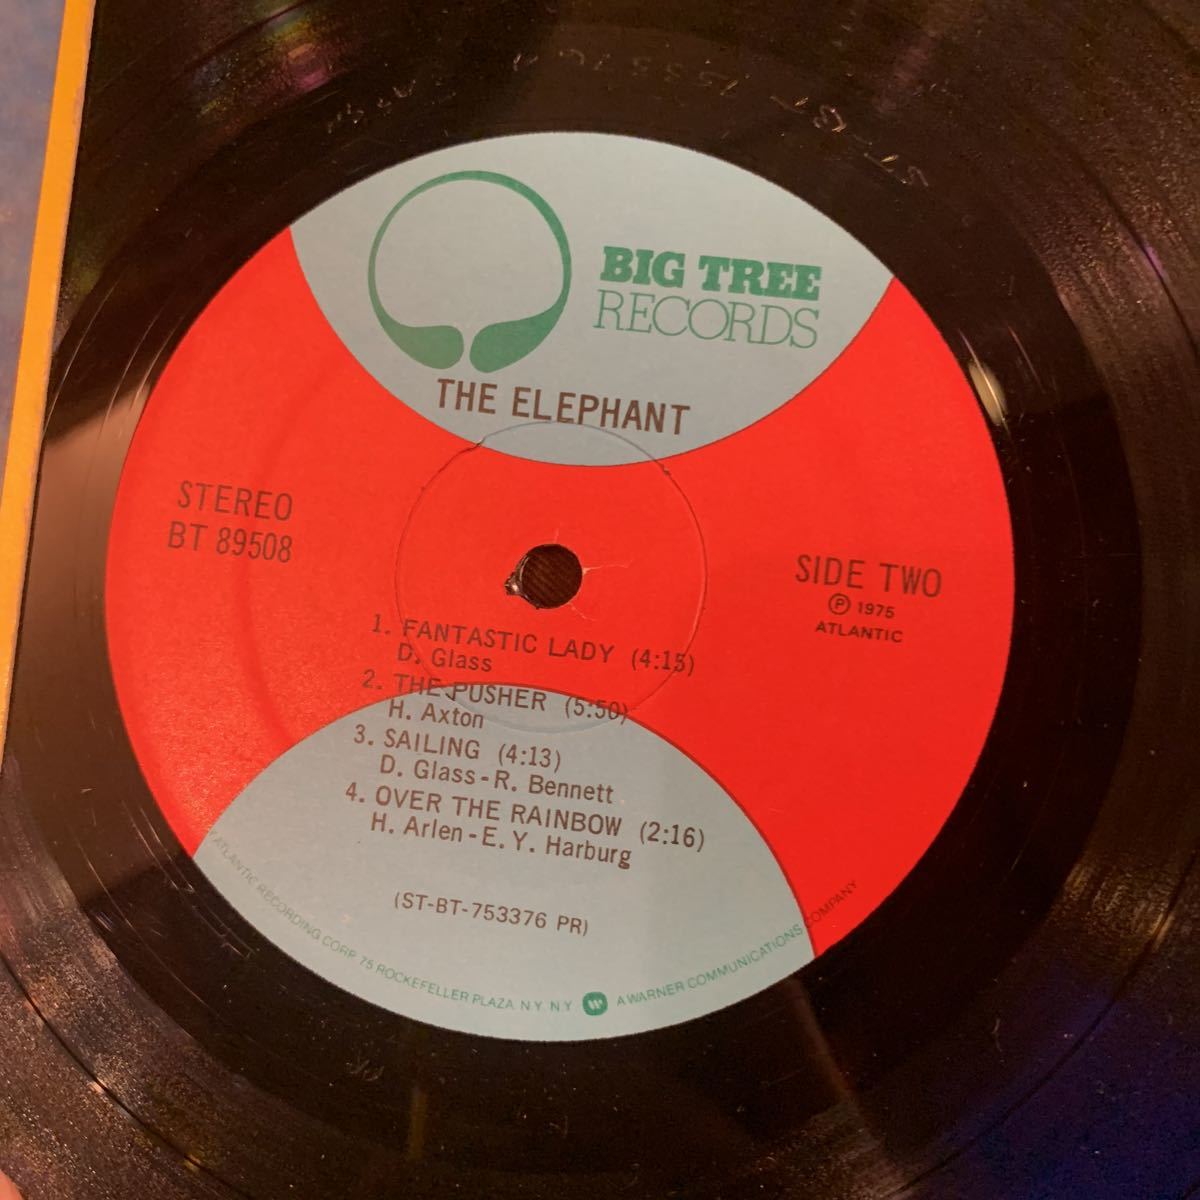 BIG TREE
RECORDS
THE ELEPHANT
STEREO
BT 89508
SIDE TWO
Ⓟ 1975
ATLANTIC
1. FANTASTIC LADY (4:15)
D. Glass
2. THE PUSHER (5:50)
H. Axton
3. SAILING (4:13)
D. Glass-R. Bennett
4. OVER THE RAINBOW (2:16)
H. Arlen-E. Y. Harburg
(ST-BT-753376 PR)
ATLANTIC RECORDING CORP. 75 ROCKEFELLER PLAZA N.Y. N.Y. A WARNER COMMUNICATIONS COMPANY